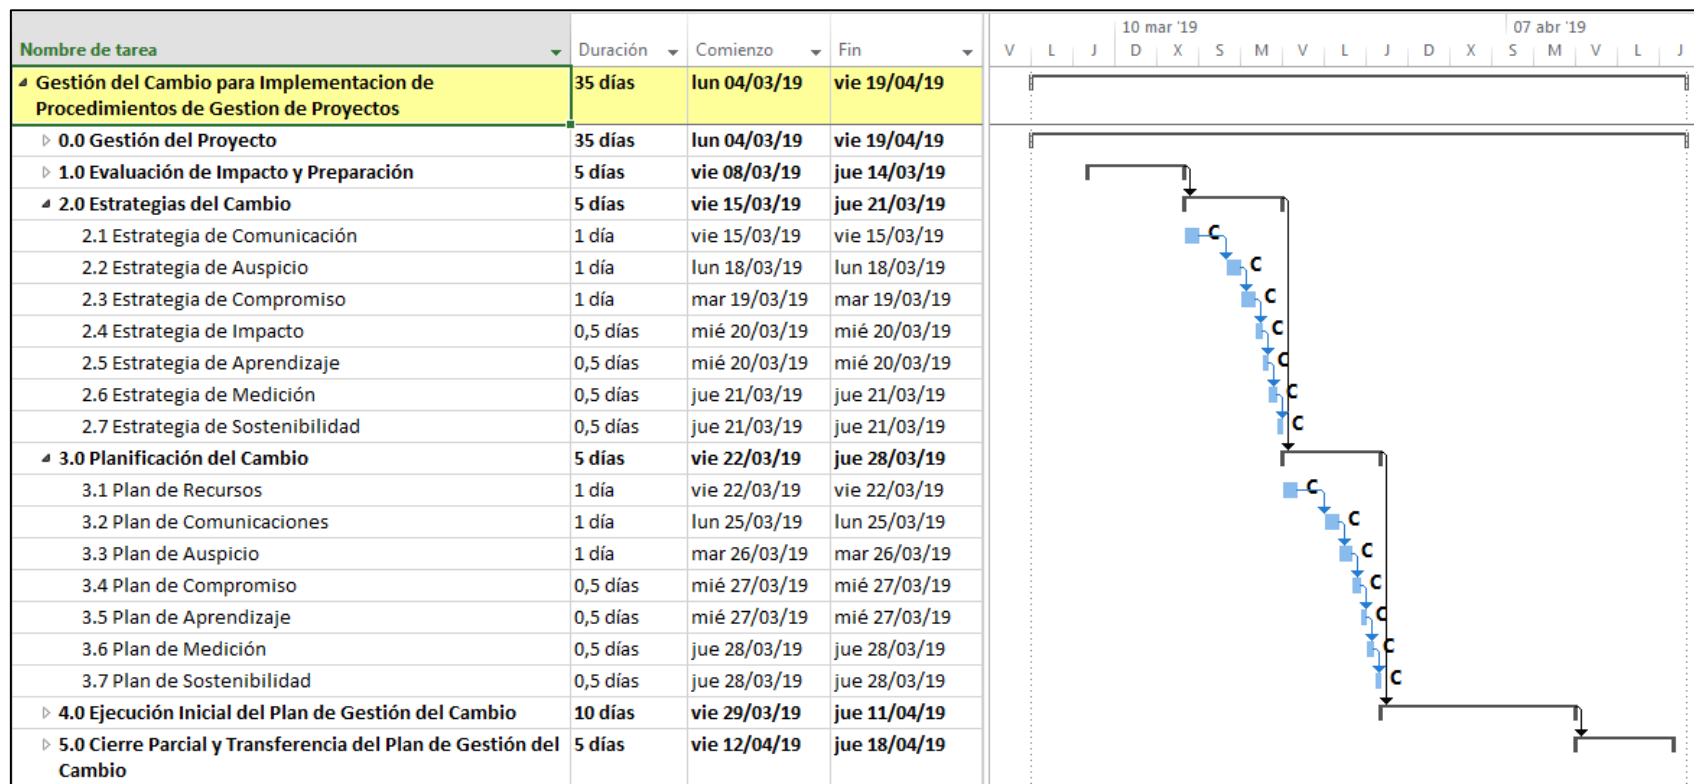 10 mar '19 07 abr '19
Nombre de tarea Duración Comienzo Fin V L J D X S M V L J D X S M V L J
Gestión del Cambio para Implementacion de 35 días lun 04/03/19 vie 19/04/19
Procedimientos de Gestion de Proyectos
0.0 Gestión del Proyecto 35 días lun 04/03/19 vie 19/04/19
1.0 Evaluación de Impacto y Preparación 5 días vie 08/03/19 jue 14/03/19
2.0 Estrategias del Cambio 5 días vie 15/03/19 jue 21/03/19
2.1 Estrategia de Comunicación 1 día vie 15/03/19 vie 15/03/19 C
2.2 Estrategia de Auspicio 1 día lun 18/03/19 lun 18/03/19 C
2.3 Estrategia de Compromiso 1 día mar 19/03/19 mar 19/03/19 C
2.4 Estrategia de Impacto 0,5 días mié 20/03/19 mié 20/03/19 C
2.5 Estrategia de Aprendizaje 0,5 días mié 20/03/19 mié 20/03/19 C
2.6 Estrategia de Medición 0,5 días jue 21/03/19 jue 21/03/19 C
2.7 Estrategia de Sostenibilidad 0,5 días jue 21/03/19 jue 21/03/19 C
3.0 Planificación del Cambio 5 días vie 22/03/19 jue 28/03/19
3.1 Plan de Recursos 1 día vie 22/03/19 vie 22/03/19 C
3.2 Plan de Comunicaciones 1 día lun 25/03/19 lun 25/03/19 C
3.3 Plan de Auspicio 1 día mar 26/03/19 mar 26/03/19 C
3.4 Plan de Compromiso 0,5 días mié 27/03/19 mié 27/03/19 C
3.5 Plan de Aprendizaje 0,5 días mié 27/03/19 mié 27/03/19 C
3.6 Plan de Medición 0,5 días jue 28/03/19 jue 28/03/19 C
3.7 Plan de Sostenibilidad 0,5 días jue 28/03/19 jue 28/03/19 C
4.0 Ejecución Inicial del Plan de Gestión del Cambio 10 días vie 29/03/19 jue 11/04/19
5.0 Cierre Parcial y Transferencia del Plan de Gestión del 5 días vie 12/04/19 jue 18/04/19
Cambio